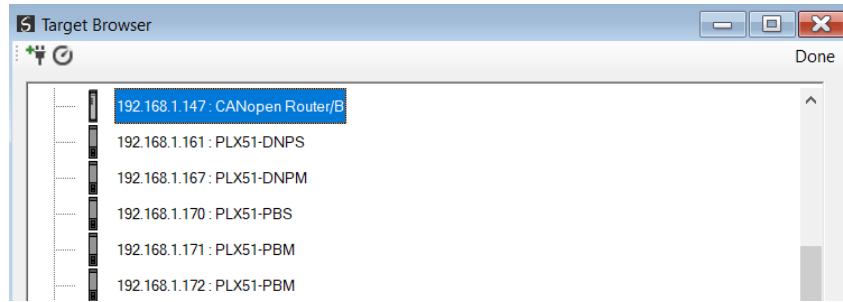 Target Browser
Done
192.168.1.147 : CANopen Router/B
192.168.1.161 : PLX51-DNPS
192.168.1.167 : PLX51-DNPM
192.168.1.170 : PLX51-PBS
192.168.1.171 : PLX51-PBM
192.168.1.172 : PLX51-PBM